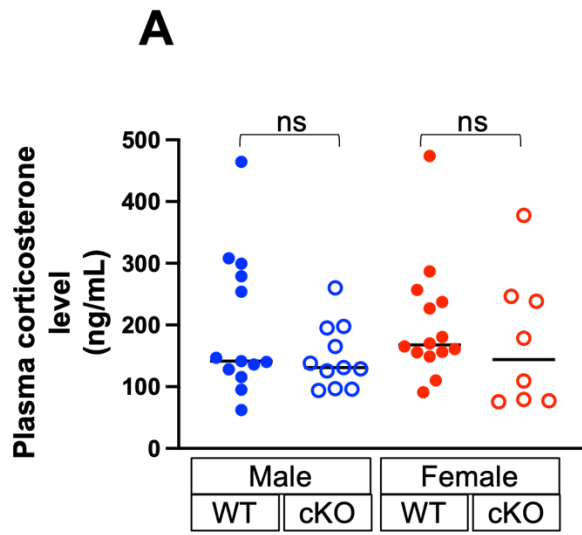 A
ns ns
Plasma corticosterone
level
(ng/mL)
500
400
300
200
100
0
Male Female
WT cKO WT cKO